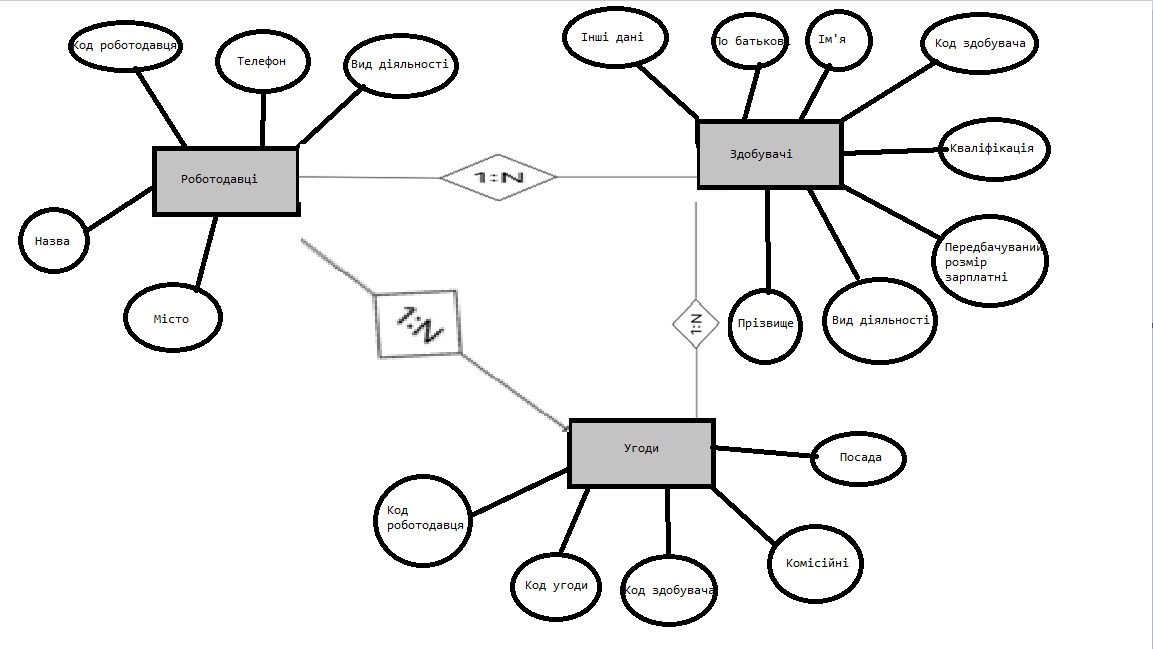 Код роботодавця
Телефон
Вид діяльності
Інші дані
По батькові
Ім'я
Код здобувача
Роботодавці
1:N
Здобувачі
Кваліфікація
Назва
Місто
1:N
1:N
Прізвище
Вид діяльності
Передбачуваний
розмір
зарплатні
Угоди
Посада
Код
роботодавця
Код угоди
Код здобувача
Комісійні